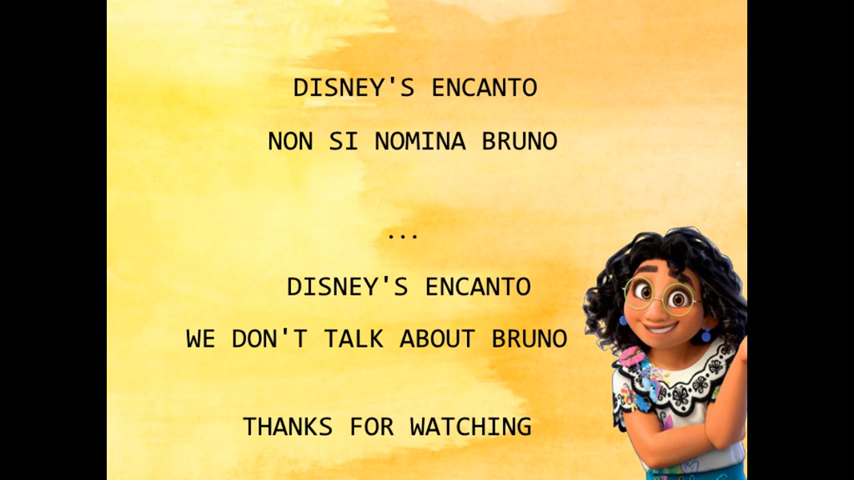 DISNEY'S ENCANTO
NON SI NOMINA BRUNO
...
DISNEY'S ENCANTO
WE DON'T TALK ABOUT BRUNO
THANKS FOR WATCHING